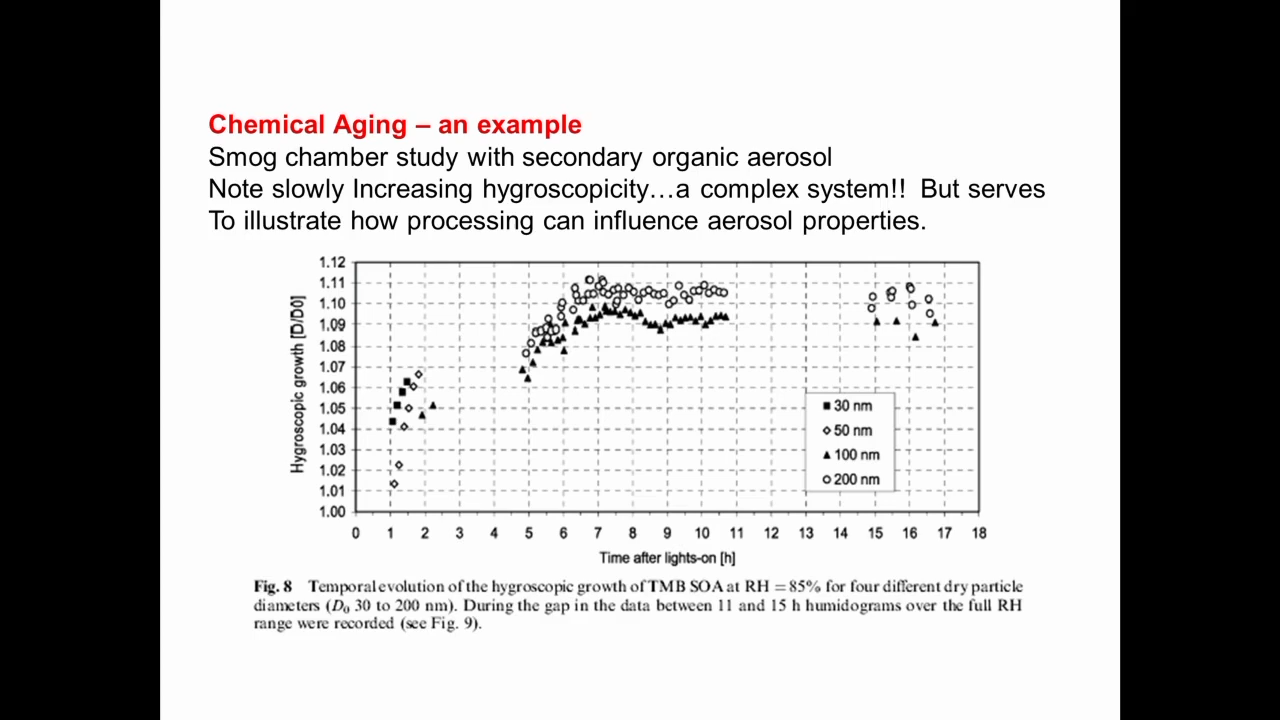 Chemical Aging – an example
Smog chamber study with secondary organic aerosol
Note slowly Increasing hygroscopicity…a complex system!! But serves
To illustrate how processing can influence aerosol properties.
Hygroscopic growth [D/D0]
1.12
1.11
1.10
1.09
1.08
1.07
1.06
1.05
1.04
1.03
1.02
1.01
1.00
30 nm
50 nm
100 nm
200 nm
0 1 2 3 4 5 6 7 8 9 10 11 12 13 14 15 16 17 18
Time after lights-on [h]
Fig. 8 Temporal evolution of the hygroscopic growth of TMB SOA at RH = 85% for four different dry particle
diameters (D0 30 to 200 nm). During the gap in the data between 11 and 15 h humidograms over the full RH
range were recorded (see Fig. 9).